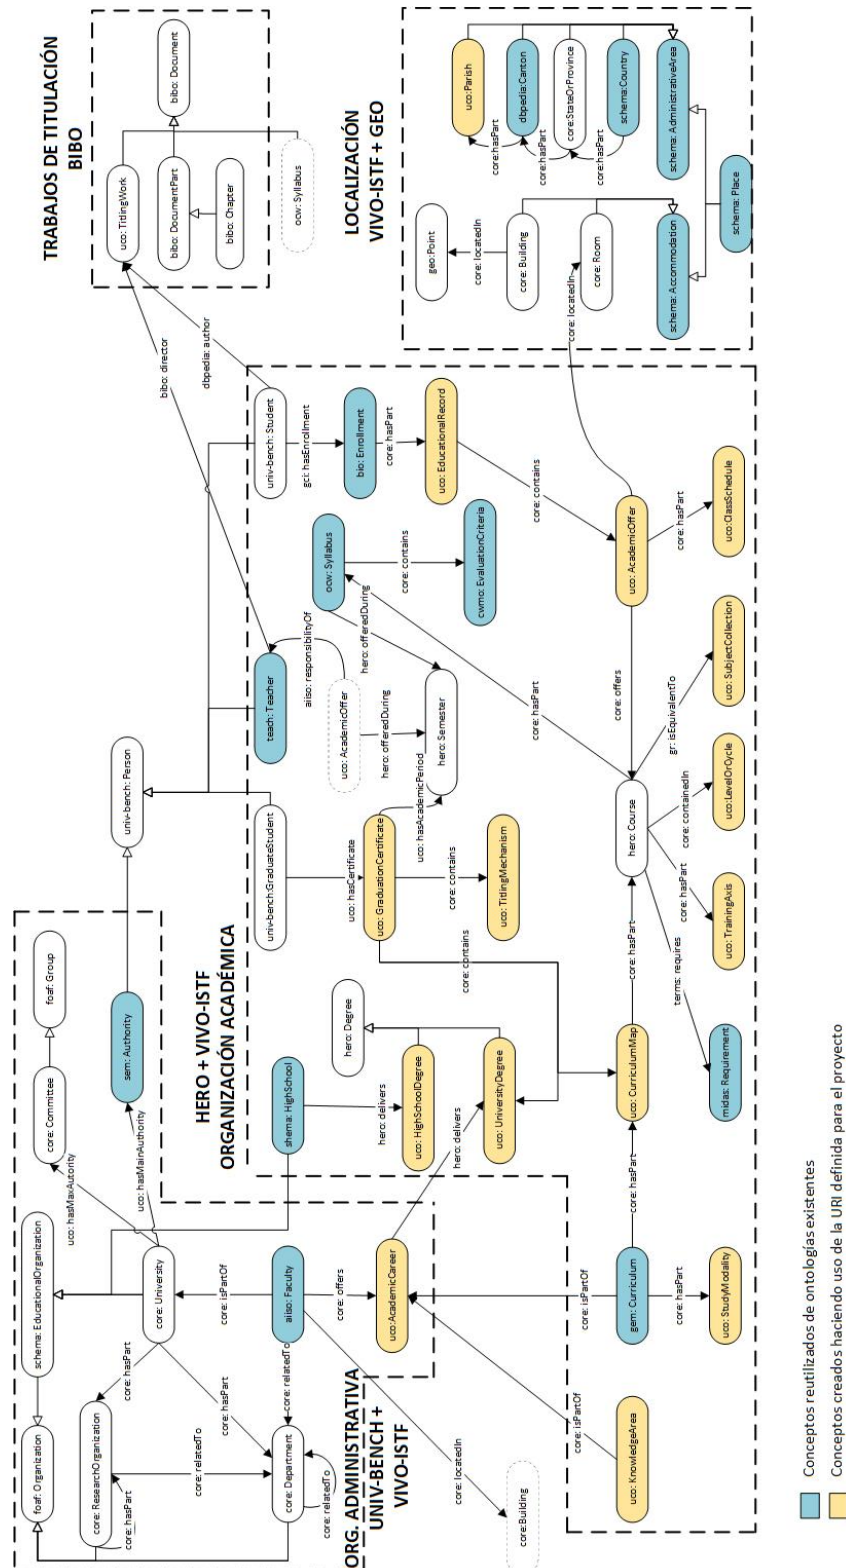 TRABAJOS DE TITULACIÓN
BIBO
uco: TitlingWork
bibo: Document
bibo: DocumentPart
bibo: Chapter
ocw: Syllabus
bibo: director
dbpedia: author
LOCALIZACIÓN
VIVO-ISTF + GEO
geo:Point
core: locatedIn
core: Building
core: Room
core: locatedIn
schema: Accommodation
schema: Place
uco:Parish
core:hasPart
dbpedia:Canton
core:hasPart
core:StateOrProvince
core:hasPart
schema:Country
schema: AdministrativeArea
HERO + VIVO-ISTF
ORGANIZACIÓN ACADÉMICA
univ-bench: Person
univ-bench: Student
gci: hasEnrollment
bio: Enrollment
core: hasPart
uco: EducationalRecord
core: contains
uco: AcademicOffer
core: hasPart
uco:ClassSchedule
core: offers
teach: Teacher
aiiso: responsibilityOf
uco: AcademicOffer
hero: offeredDuring
hero: Semester
ocw: Syllabus
core: contains
cwmo: EvaluationCriteria
hero: offeredDuring
core: hasPart
univ-bench:GraduateStudent
uco: hasCertificate
uco: GraduationCertificate
uco: hasAcademicPeriod
core: contains
uco: TitlingMechanism
core: contains
hero: Course
gr: isEquivalentTo
uco: SubjectCollection
core: containedIn
uco:LevelOrCycle
core: hasPart
uco: TrainingAxis
terms: requires
midas: Requirement
core: hasPart
uco: CurriculumMap
core: hasPart
hero: Degree
shema: HighSchool
hero: delivers
uco: HighSchoolDegree
uco: UniversityDegree
hero: delivers
gem: Curriculum
core: isPartOf
core: hasPart
uco: StudyModality
uco: KnowledgeArea
core: isPartOf
ORG. ADMINISTRATIVA
UNIV-BENCH +
VIVO-ISTF
foaf: Group
core: Committee
sem: Authority
uco: hasMaxAutority
uco: hasMainAuthority
schema: EducationalOrganization
core: University
core: isPartOf
aiiso: Faculty
core: offers
uco:AcademicCareer
foaf: Organization
core: hasPart
core: ResearchOrganization
core: hasPart
core: relatedTo
core: hasPart
core: Department
core: relatedTo
core: relatedTo
core: locatedIn
core:Building
Conceptos reutilizados de ontologías existentes
Conceptos creados haciendo uso de la URI definida para el proyecto